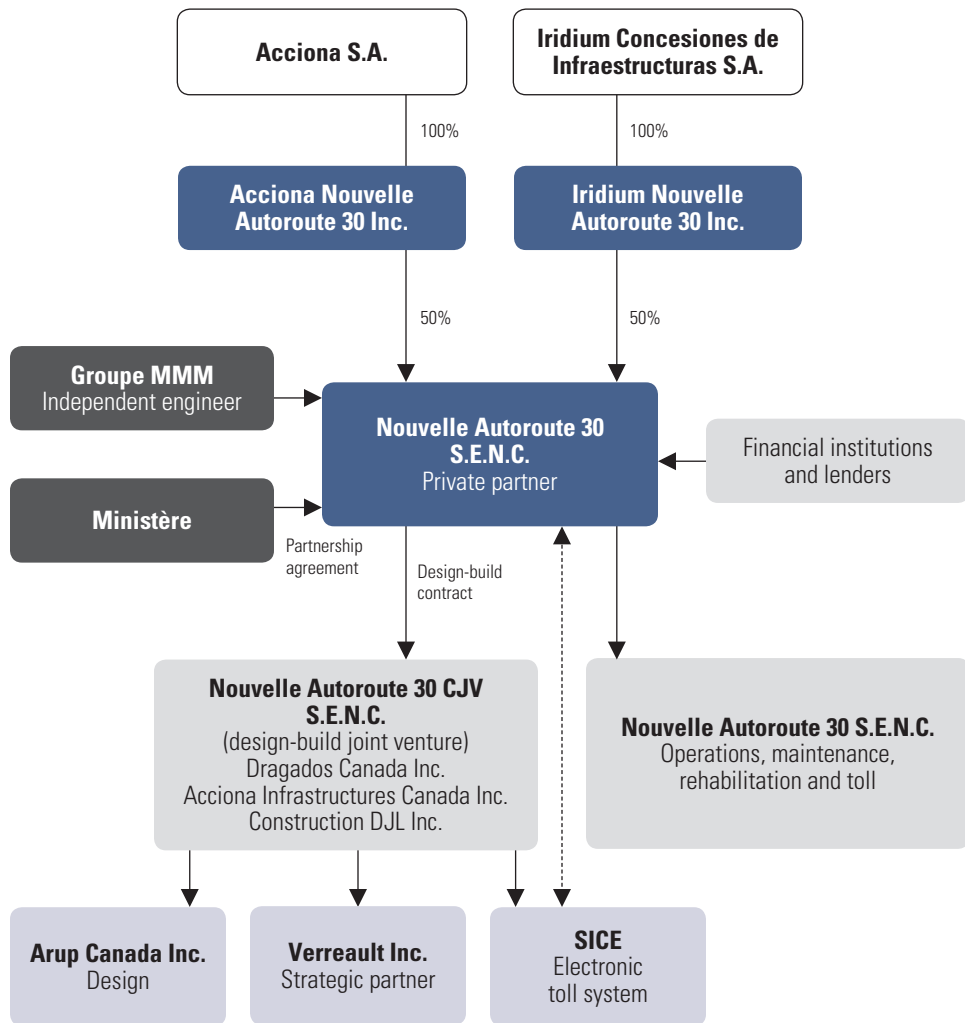 Acciona S.A.
Iridium Concesiones de
Infraestructuras S.A.
100%
100%
Acciona Nouvelle
Autoroute 30 Inc.
Iridium Nouvelle
Autoroute 30 Inc.
50%
50%
Groupe MMM
Independent engineer
Nouvelle Autoroute 30
S.E.N.C.
Private partner
Financial institutions
and lenders
Ministère
Partnership
agreement
Design-build
contract
Nouvelle Autoroute 30 CJV
S.E.N.C.
(design-build joint venture)
Dragados Canada Inc.
Acciona Infrastructures Canada Inc.
Construction DJL Inc.
Nouvelle Autoroute 30 S.E.N.C.
Operations, maintenance,
rehabilitation and toll
Arup Canada Inc.
Design
Verreault Inc.
Strategic partner
SICE
Electronic
toll system